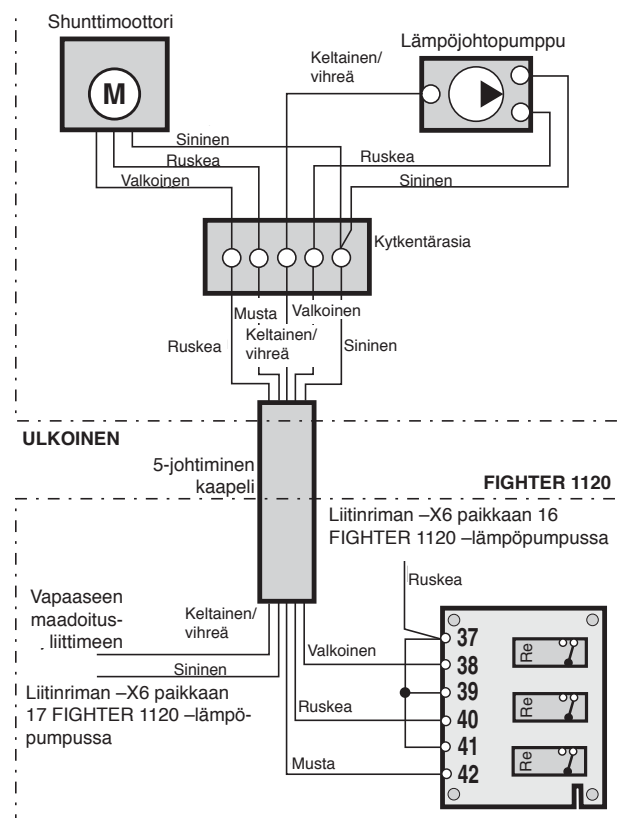 Shunttimoottori
Lämpöjohtopumppu
Keltainen/
vihreä
M
Sininen
Ruskea
Valkoinen
Ruskea
Sininen
Kytkentärasia
Musta
Valkoinen
Keltainen/
vihreä
Ruskea
Sininen
ULKOINEN
5-johtiminen
kaapeli
FIGHTER 1120
Liitinriman –X6 paikkaan 16
FIGHTER 1120 –lämpöpumpussa
Ruskea
Vapaaseen
maadoitus-
liittimeen
Keltainen/
vihreä
Sininen
Liitinriman –X6 paikkaan
17 FIGHTER 1120 –lämpö-
pumpussa
Valkoinen
Ruskea
Musta
37
38
39
40
41
42
Re
Re
Re